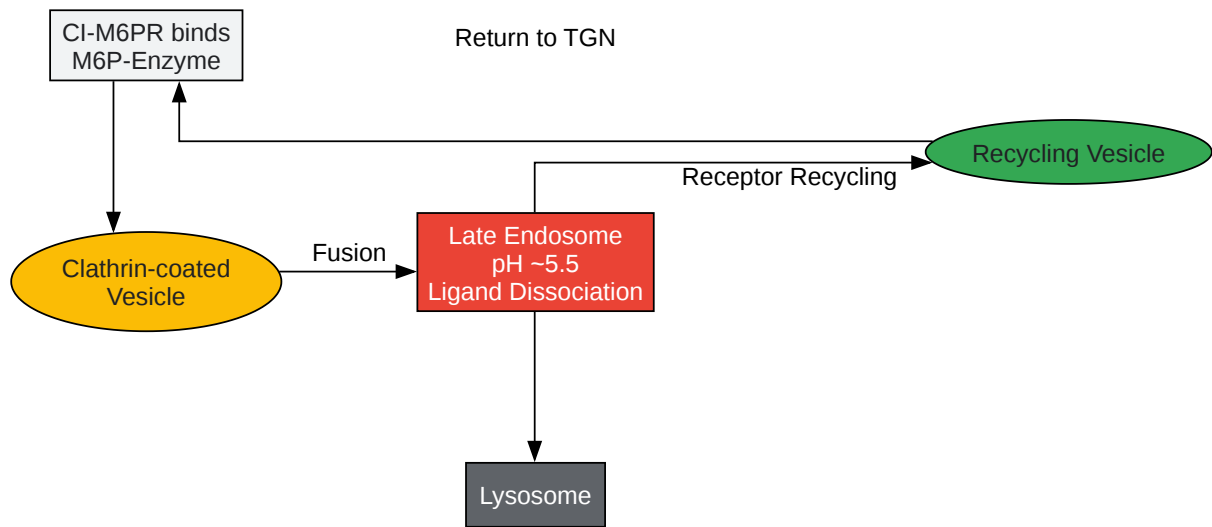 CI-M6PR binds
M6P-Enzyme
Return to TGN
Recycling Vesicle
Receptor Recycling
Clathrin-coated
Vesicle
Fusion
Late Endosome
pH ~5.5
Ligand Dissociation
Lysosome